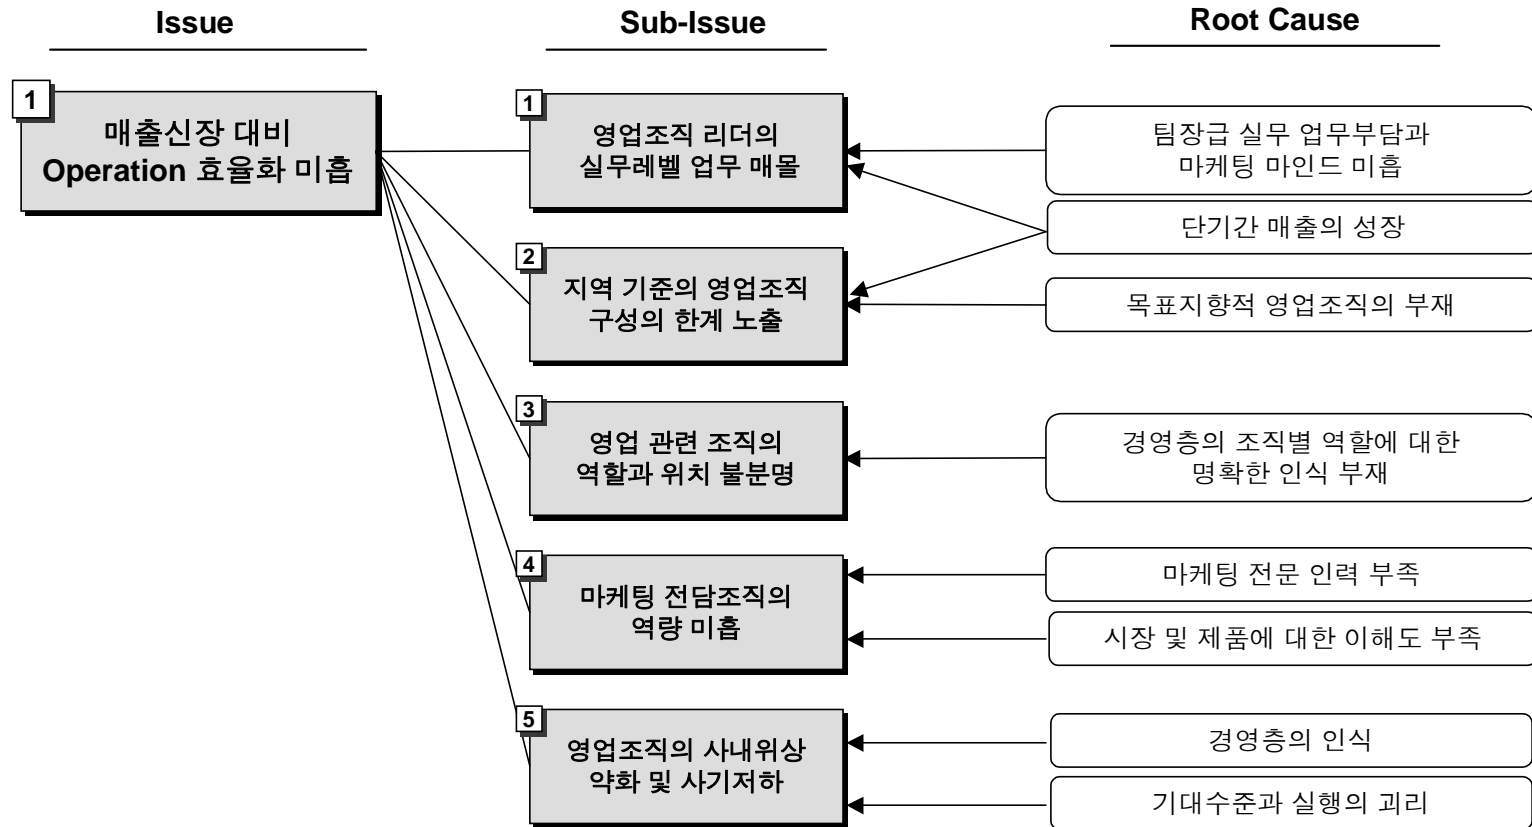 Issue
Sub-Issue
Root Cause
1
매출신장 대비
Operation 효율화 미흡
1
영업조직 리더의
실무레벨 업무 매몰
팀장급 실무 업무부담과
마케팅 마인드 미흡
단기간 매출의 성장
2
지역 기준의 영업조직
구성의 한계 노출
목표지향적 영업조직의 부재
3
영업 관련 조직의
역할과 위치 불분명
경영층의 조직별 역할에 대한
명확한 인식 부재
4
마케팅 전담조직의
역량 미흡
마케팅 전문 인력 부족
시장 및 제품에 대한 이해도 부족
5
영업조직의 사내위상
약화 및 사기저하
경영층의 인식
기대수준과 실행의 괴리